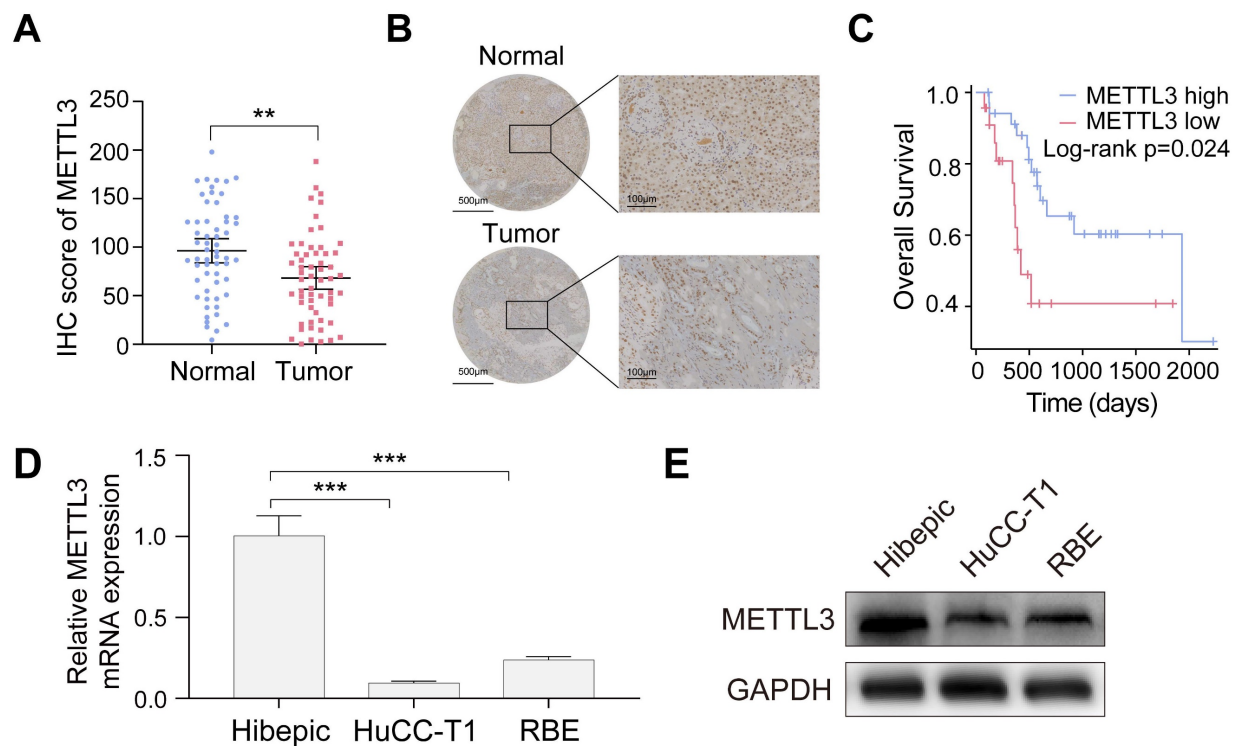 A
IHC score of METTL3
250
200
150
100
50
0
**
Normal
Tumor
B
Normal
500μm
100μm
Tumor
500μm
100μm
C
Overall Survival
1.0
0.8
0.6
0.4
METTL3 high
METTL3 low
Log-rank p=0.024
0 500 1000 1500 2000
Time (days)
D
Relative METTL3
mRNA expression
1.5
1.0
0.5
0.0
***
***
Hibepic
HuCC-T1
RBE
E
Hibepic
HuCC-T1
RBE
METTL3
GAPDH